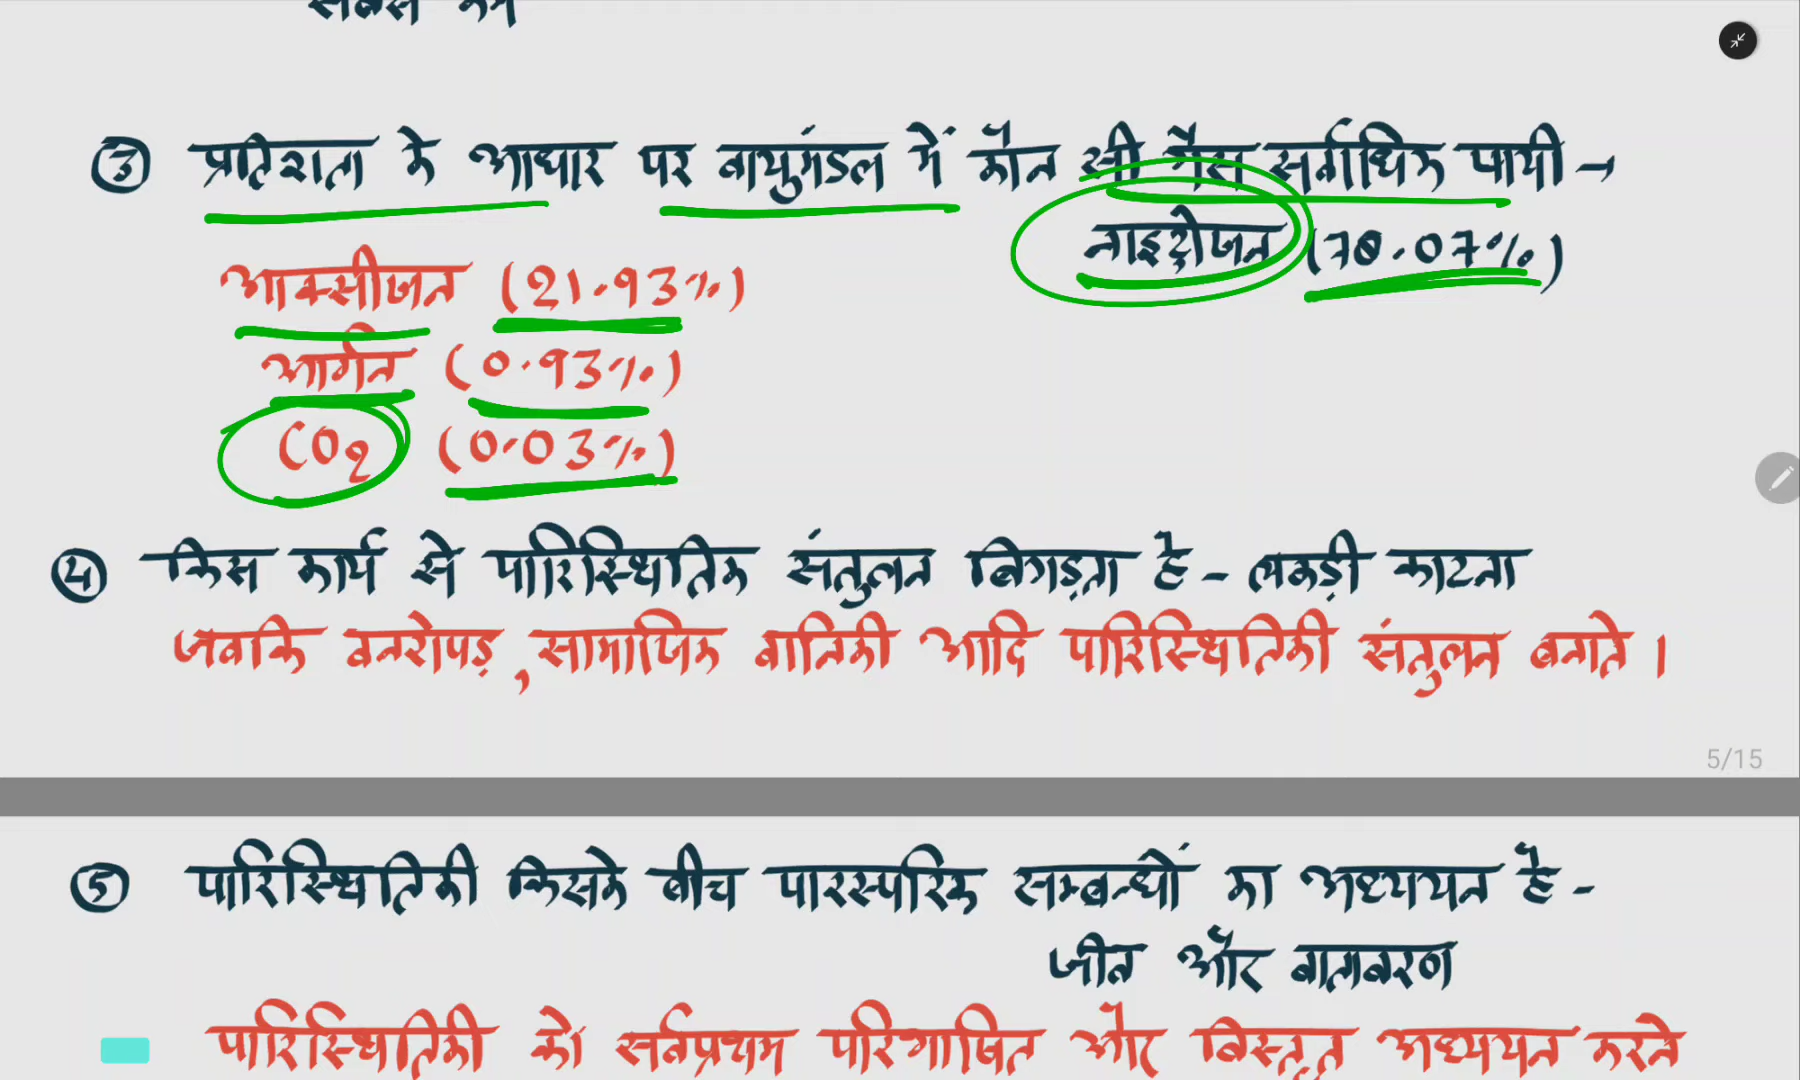 ③ प्रतिशता के आधार पर वायुमंडल में कौन सी गैस सर्वाधिक पायी -
नाइट्रोजन (78.07%)
आक्सीजन (21.93%)
आर्गन (0.93%)
CO2 (0.03%)
④ किस कार्य से पारिस्थितिक संतुलन बिगड़ता है - लकड़ी काटना
जबकि वनरोपड़, सामाजिक वानिकी आदि पारिस्थितिकी संतुलन बनाते ।
5/15
⑤ पारिस्थितिकी किसके बीच पारस्परिक सम्बन्धों का अध्ययन है -
जीव और वातावरण
पारिस्थितिकी को सर्वप्रथम परिभाषित और विस्तृत अध्ययन करने